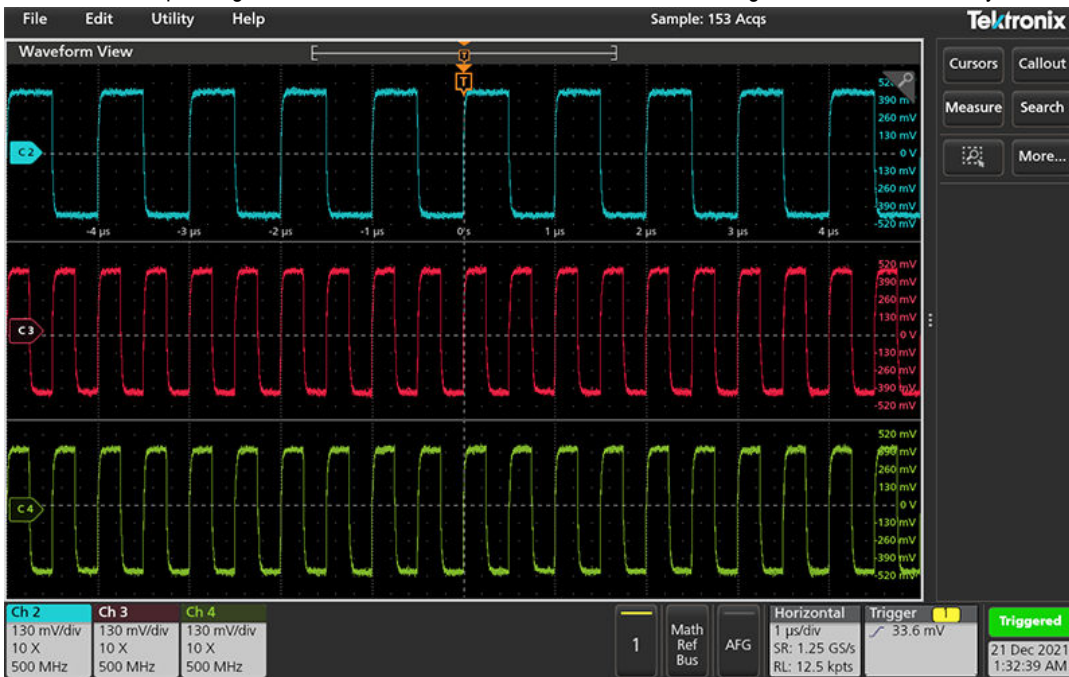 File Edit Utility Help Sample: 153 Acqs Tektronix
Waveform View
T
T
Cursors Callout
Measure Search
More...
C 2
390 m
260 mV
130 mV
0 V
-130 mV
-260 mV
-390 mV
-520 mV
-4 µs -3 µs -2 µs -1 µs 0 s 1 µs 2 µs 3 µs 4 µs
C 3
520 mV
390 mV
260 mV
130 mV
0 V
-130 mV
-260 mV
-390 mV
-520 mV
C 4
520 mV
390 mV
260 mV
130 mV
0 V
-130 mV
-260 mV
-390 mV
-520 mV
Ch 2
130 mV/div
10 X
500 MHz
Ch 3
130 mV/div
10 X
500 MHz
Ch 4
130 mV/div
10 X
500 MHz
1
Math
Ref
Bus
AFG
Horizontal
1 µs/div
SR: 1.25 GS/s
RL: 12.5 kpts
Trigger 1
33.6 mV
Triggered
21 Dec 2021
1:32:39 AM